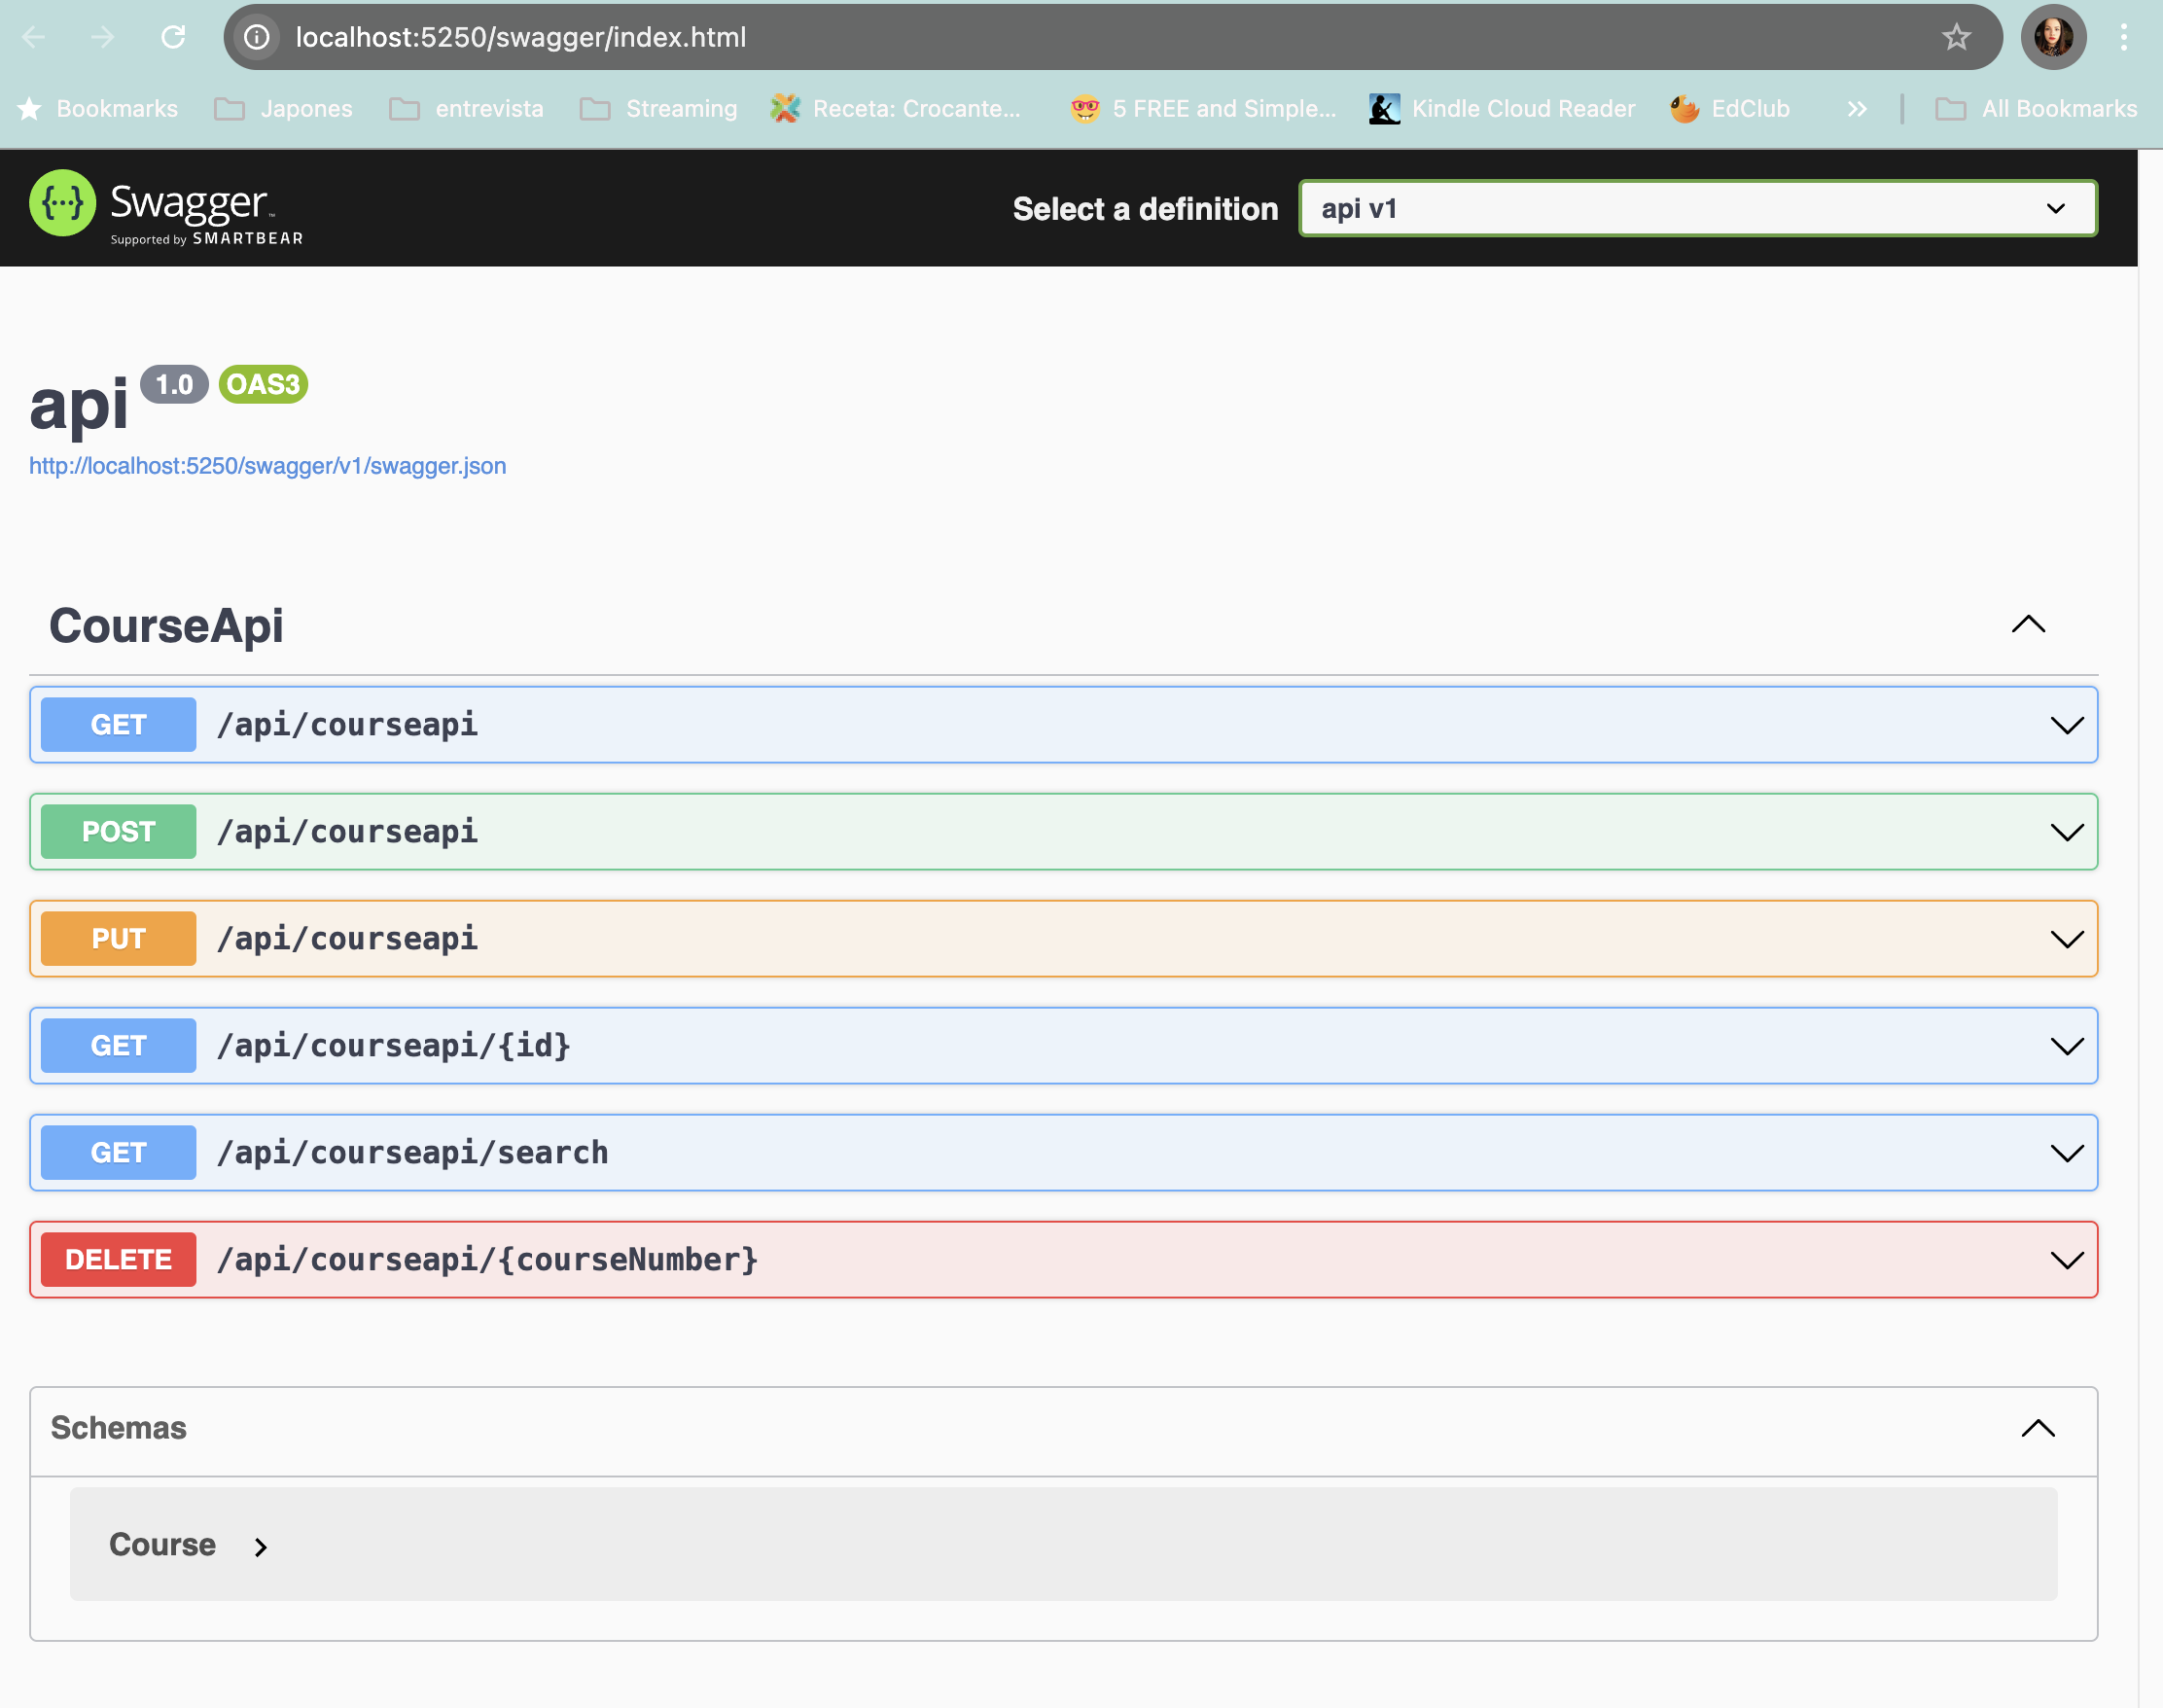 localhost:5250/swagger/index.html
Bookmarks Japones entrevista Streaming Receta: Crocante... 5 FREE and Simple... Kindle Cloud Reader EdClub All Bookmarks
Swagger™ Select a definition api v1
Supported by SMARTBEAR
api 1.0 OAS3
http://localhost:5250/swagger/v1/swagger.json
CourseApi
GET /api/courseapi
POST /api/courseapi
PUT /api/courseapi
GET /api/courseapi/{id}
GET /api/courseapi/search
DELETE /api/courseapi/{courseNumber}
Schemas
Course